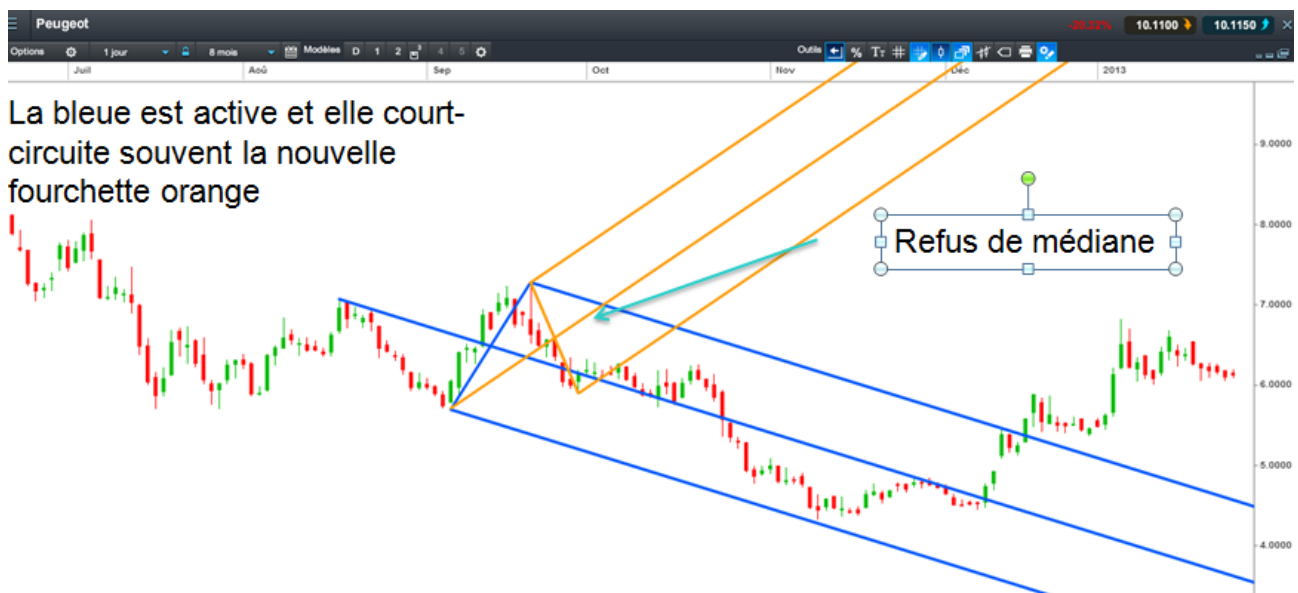 Peugeot
-20.32% 10.1100 10.1150
Options 1 jour 8 mois Modèles D 1 2 3 4 5 Outils % TT
Juil Aoû Sep Oct Nov Déc 2013
La bleue est active et elle court-
circuite souvent la nouvelle
fourchette orange
Refus de médiane
9.0000
8.0000
7.0000
6.0000
5.0000
4.0000